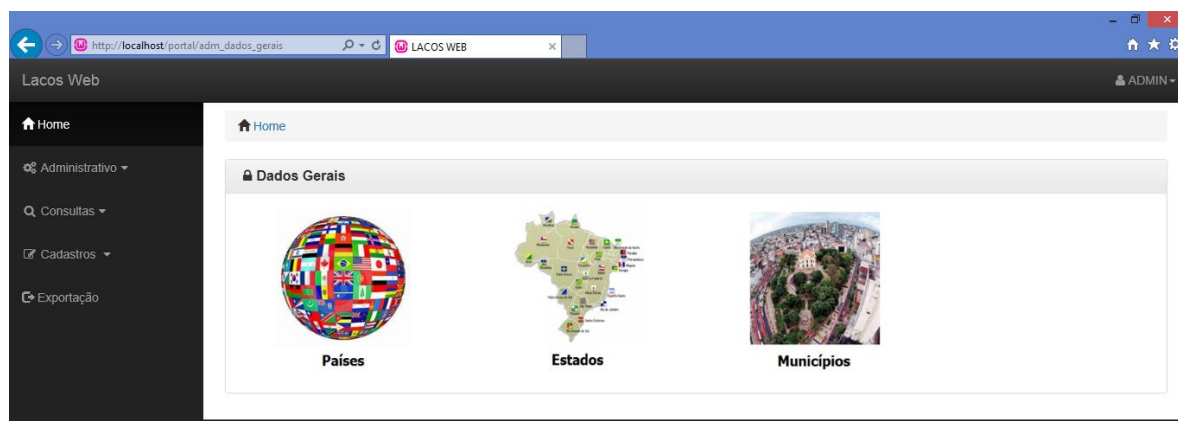 http://localhost/portal/adm_dados_gerais
LACOS WEB
Lacos Web
ADMIN
Home
Home
Administrativo
Dados Gerais
Consultas
Cadastros
Exportação
Países
Estados
Municípios